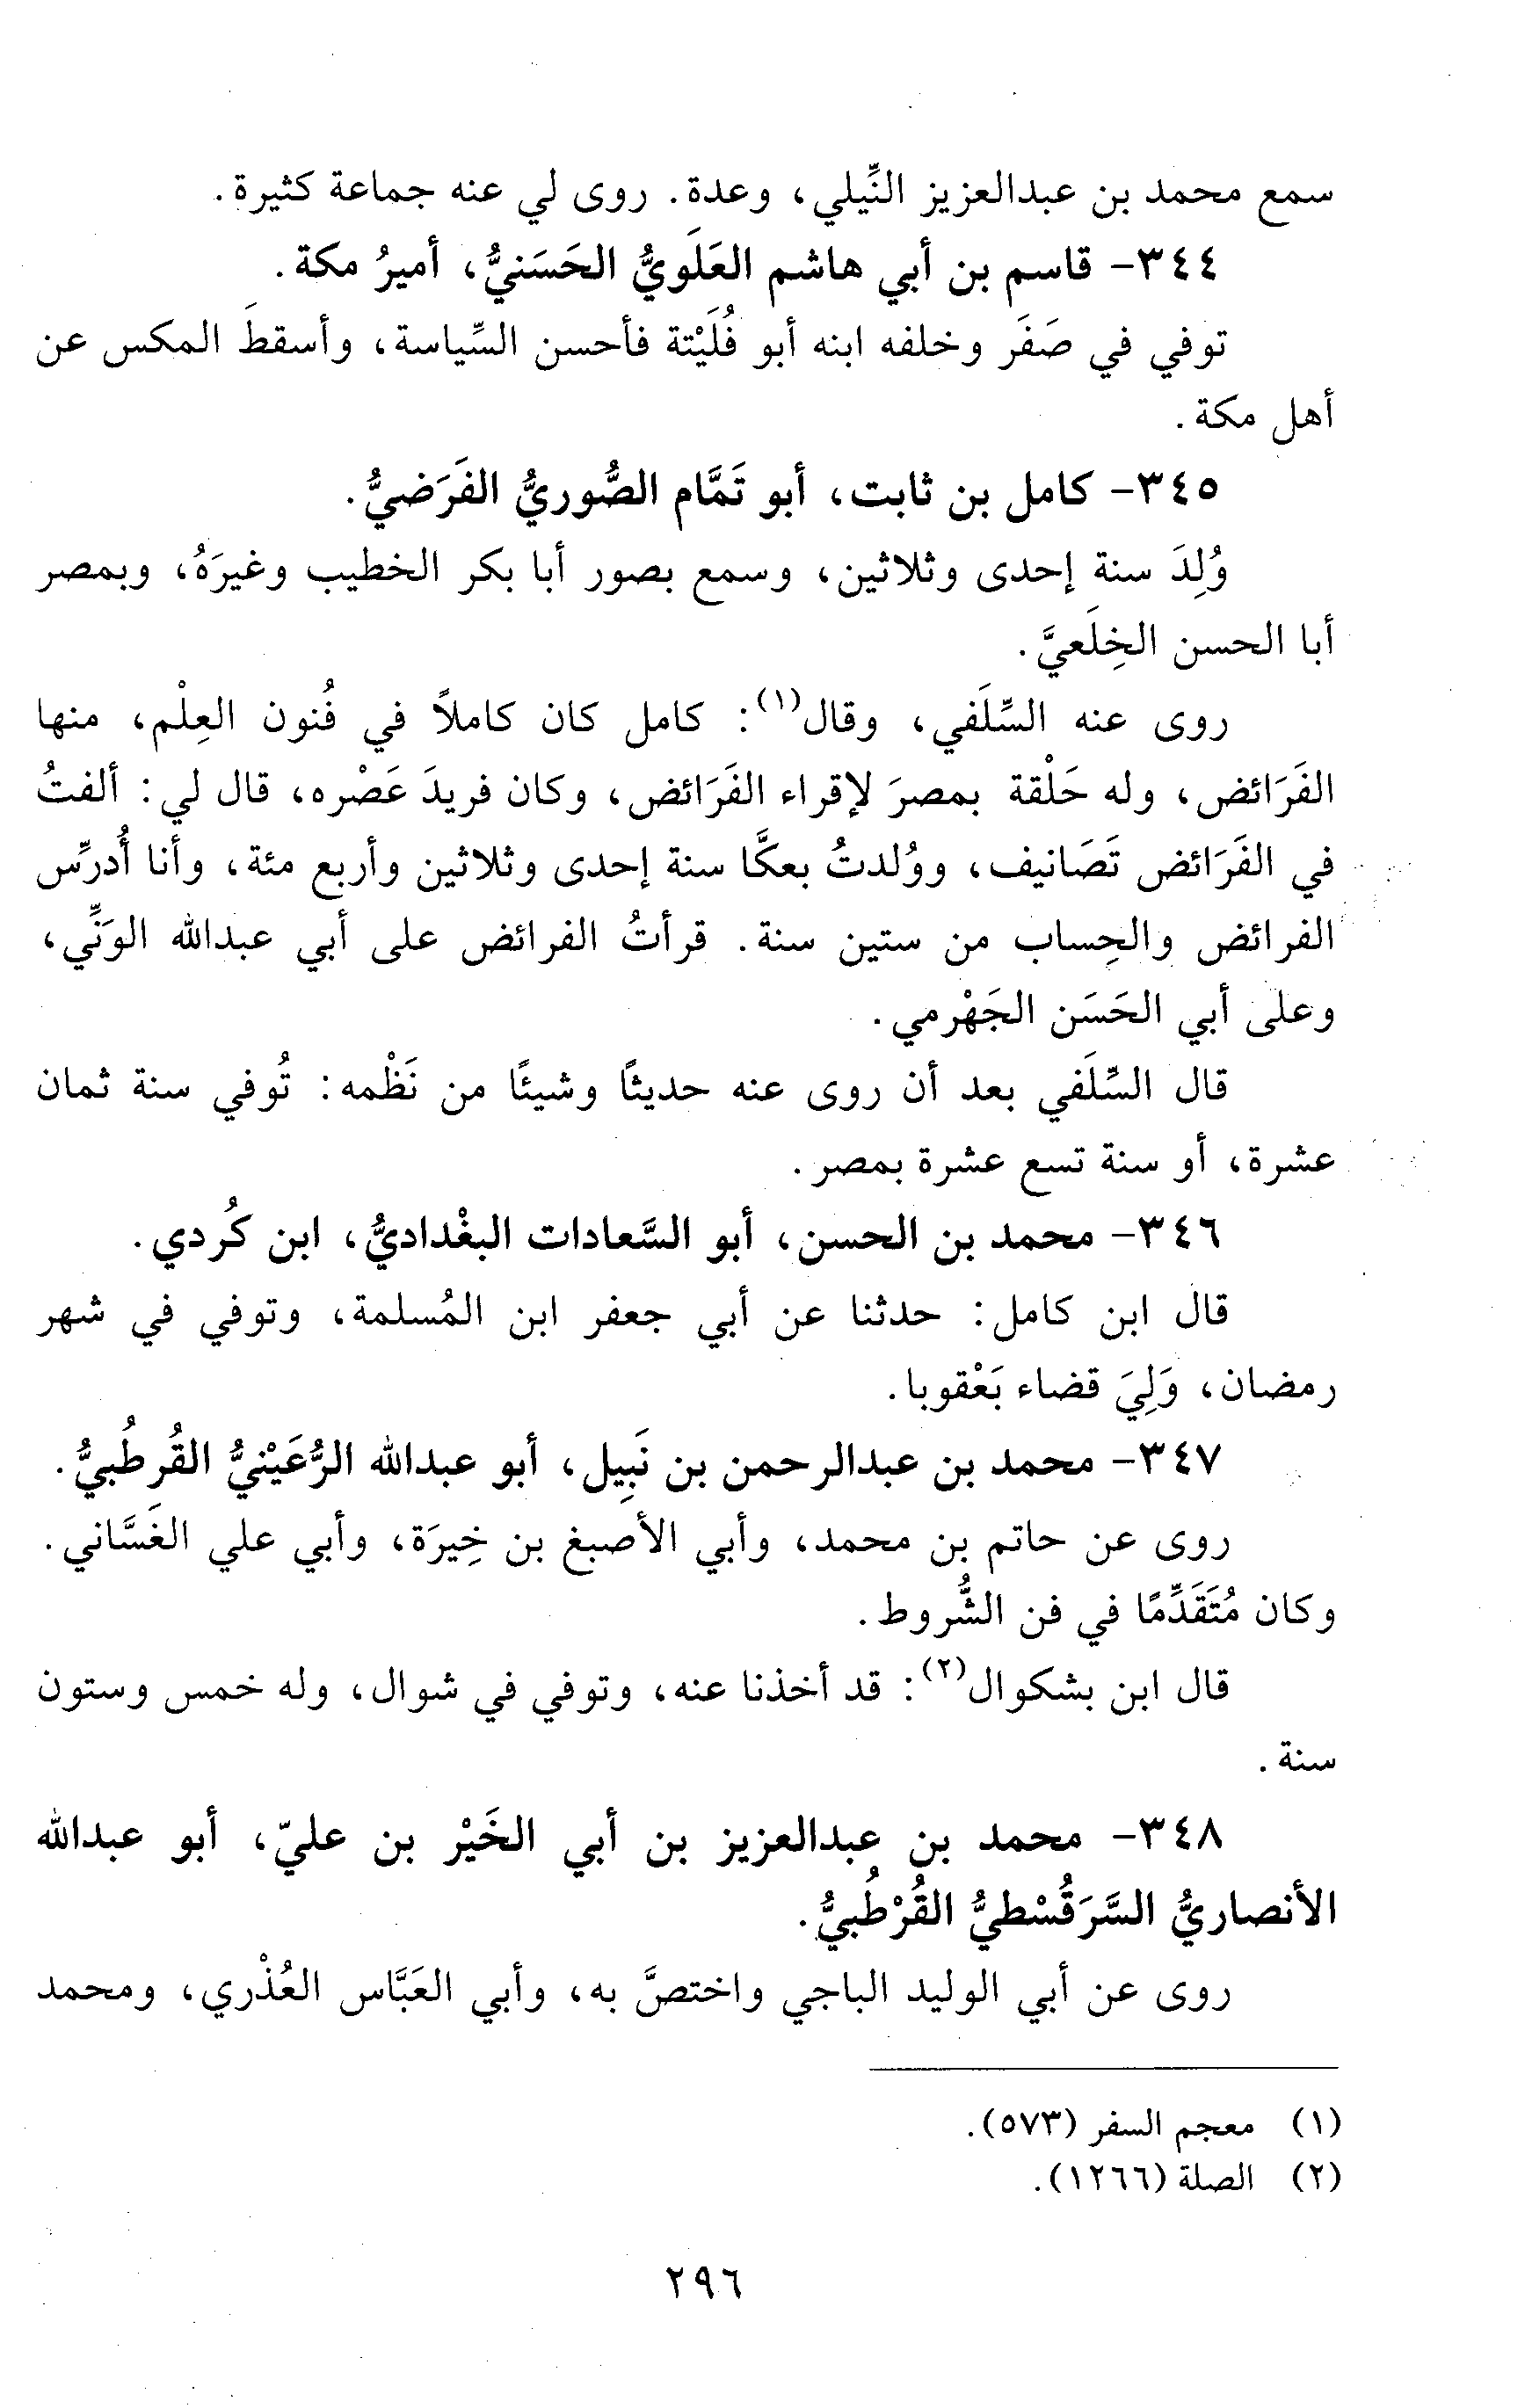 سمع محمد بن عبدالعزيز النِّيلي، وعدة. روى لي عنه جماعة كثيرة.
٣٤٤- قاسم بن أبي هاشم العَلَويُّ الحَسَنيُّ، أميرُ مكة.
توفي في صَفَر وخلفه ابنه أبو فُلَيْتة فأحسن السِّياسة، وأسقطَ المكس عن
أهل مكة.
٣٤٥- كامل بن ثابت، أبو تَمَّام الصُّوريُّ الفَرَضيُّ.
وُلِدَ سنة إحدى وثلاثين، وسمع بصور أبا بكر الخطيب وغيرَهُ، وبمصر
أبا الحسن الخِلَعيَّ.
روى عنه السِّلَفي، وقال(١): كامل كان كاملاً في فُنون العِلْم، منها
الفَرَائض، وله حَلْقة بمصرَ لإقراء الفَرَائض، وكان فريدَ عَصْره، قال لي: ألفتُ
في الفَرَائض تَصَانيف، ووُلدتُ بعكَّا سنة إحدى وثلاثين وأربع مئة، وأنا أُدرِّس
الفرائض والحِساب من ستين سنة. قرأتُ الفرائض على أبي عبدالله الوَنِّي،
وعلى أبي الحَسَن الجَهْرمي.
قال السِّلَفي بعد أن روى عنه حديثًا وشيئًا من نَظْمه: تُوفي سنة ثمان
عشرة، أو سنة تسع عشرة بمصر.
٣٤٦- محمد بن الحسن، أبو السَّعادات البغْداديُّ، ابن كُردي.
قال ابن كامل: حدثنا عن أبي جعفر ابن المُسلمة، وتوفي في شهر
رمضان، وَلِيَ قضاء بَعْقوبا.
٣٤٧- محمد بن عبدالرحمن بن نَبِيل، أبو عبدالله الرُّعَيْنيُّ القُرطُبيُّ.
روى عن حاتم بن محمد، وأبي الأصبغ بن خِيرَة، وأبي علي الغَسَّاني.
وكان مُتَقَدِّمًا في فن الشُّروط.
قال ابن بشكوال(٢): قد أخذنا عنه، وتوفي في شوال، وله خمس وستون
سنة.
٣٤٨- محمد بن عبدالعزيز بن أبي الخَيْر بن عليّ، أبو عبدالله
الأنصاريُّ السَّرَقُسْطيُّ القُرْطُبيُّ.
روى عن أبي الوليد الباجي واختصَّ به، وأبي العَبَّاس العُذْري، ومحمد
(١) معجم السفر (٥٧٣).
(٢) الصلة (١٢٦٦).
٢٩٦